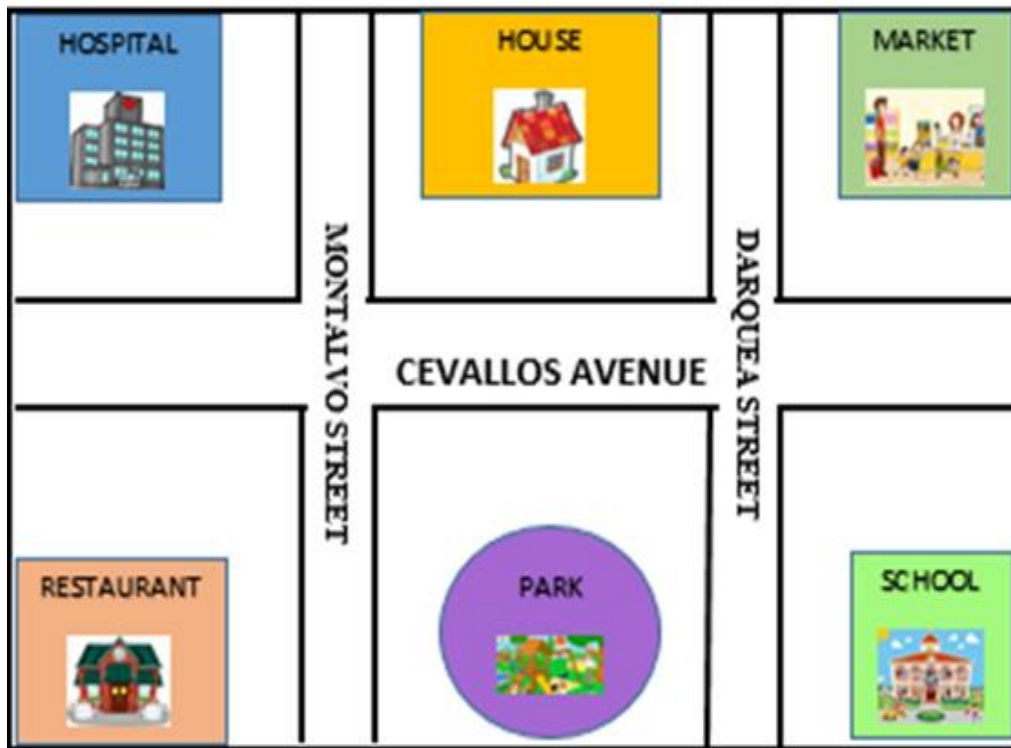 HOSPITAL
HOUSE
MARKET
MONTALVO STREET
DARQUEA STREET
CEVALLOS AVENUE
RESTAURANT
PARK
SCHOOL